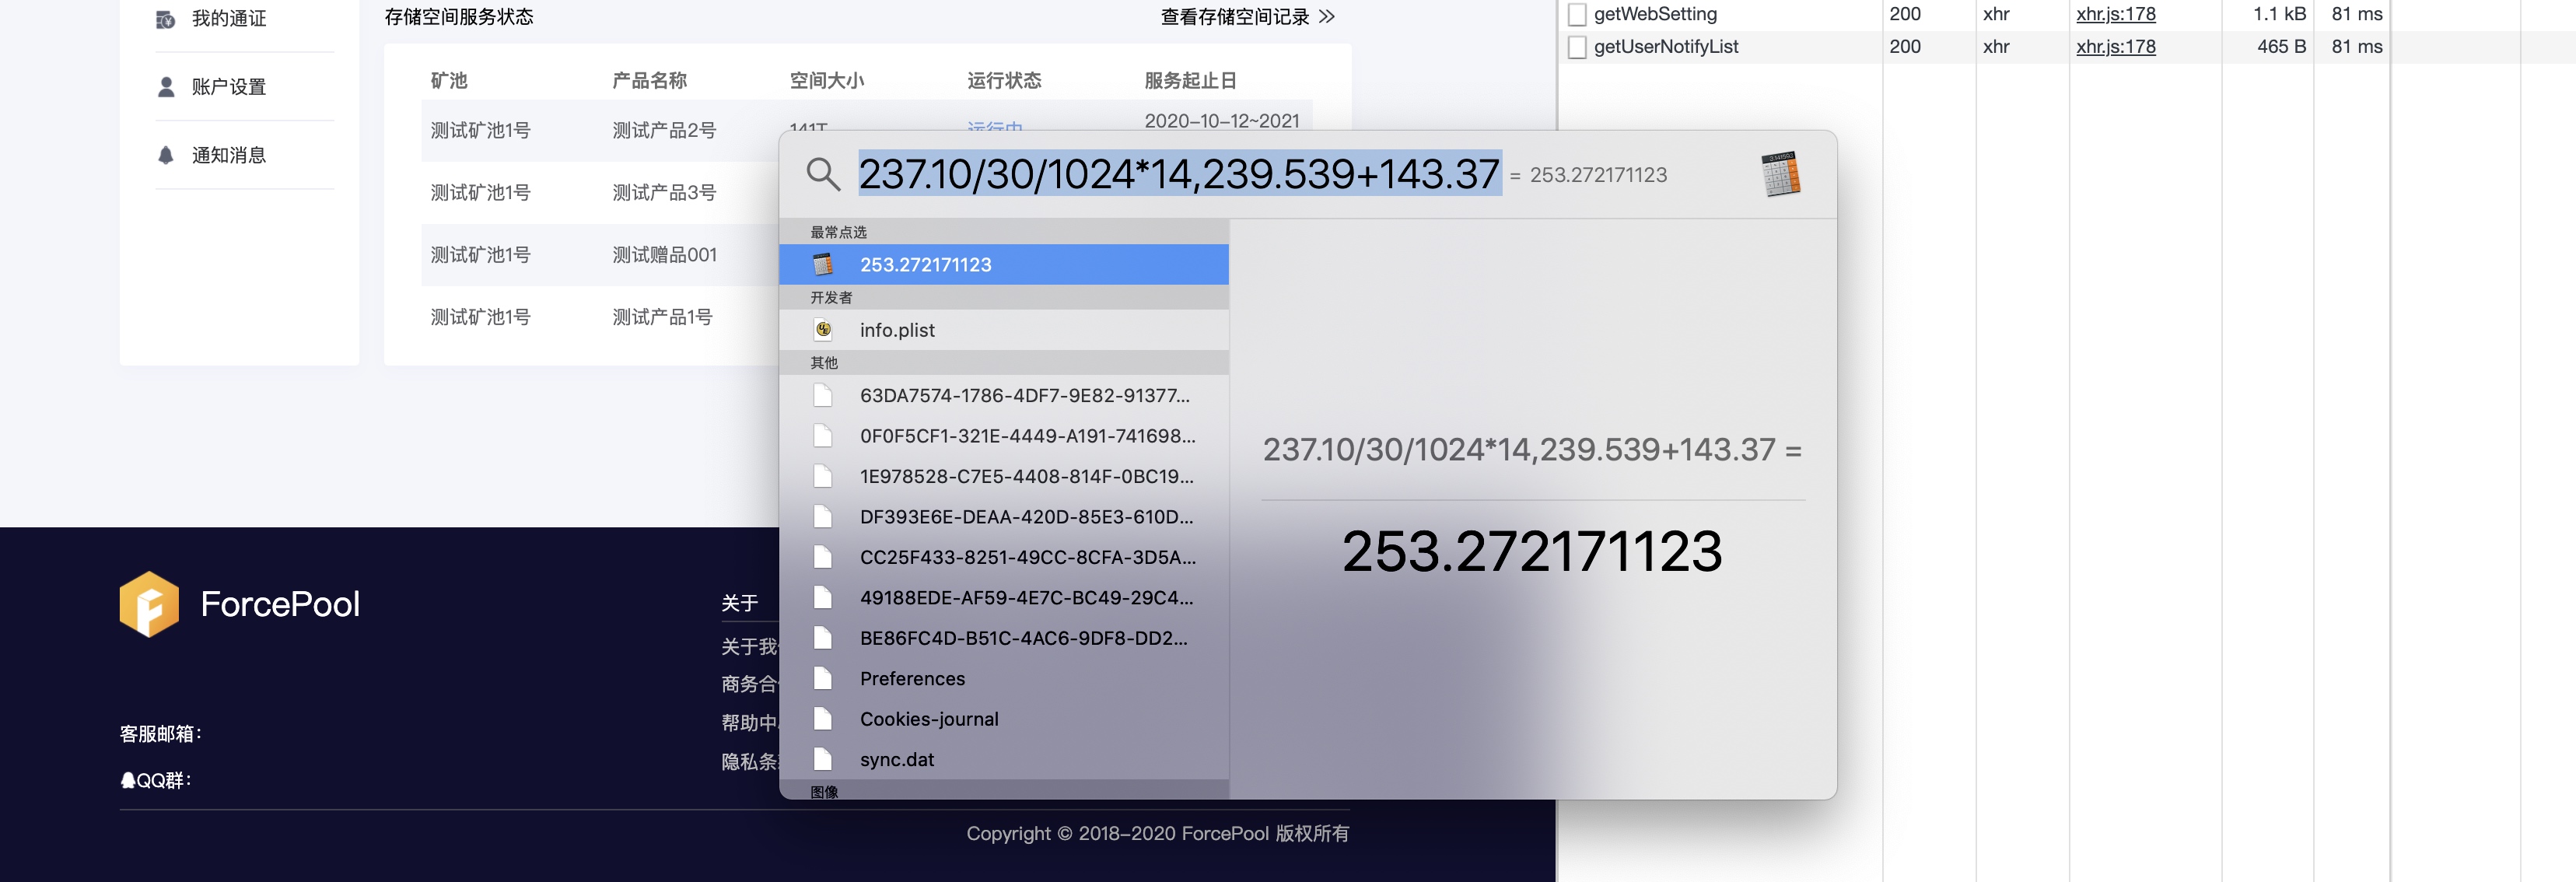 我的通证
账户设置
通知消息
存储空间服务状态
查看存储空间记录
矿池 产品名称 空间大小 运行状态 服务起止日
测试矿池1号 测试产品2号 141T 运行中 2020-10-12~2021
测试矿池1号 测试产品3号
测试矿池1号 测试赠品001
测试矿池1号 测试产品1号
getWebSetting 200 xhr xhr.js:178 1.1 kB 81 ms
getUserNotifyList 200 xhr xhr.js:178 465 B 81 ms
237.10/30/1024*14,239.539+143.37 = 253.272171123
最常点选
253.272171123
开发者
info.plist
其他
63DA7574-1786-4DF7-9E82-91377...
0F0F5CF1-321E-4449-A191-741698...
1E978528-C7E5-4408-814F-0BC19...
DF393E6E-DEAA-420D-85E3-610D...
CC25F433-8251-49CC-8CFA-3D5A...
49188EDE-AF59-4E7C-BC49-29C4...
BE86FC4D-B51C-4AC6-9DF8-DD2...
Preferences
Cookies-journal
sync.dat
图像
237.10/30/1024*14,239.539+143.37 =
253.272171123
ForcePool
客服邮箱:
QQ群:
关于
关于我
商务合
帮助中
隐私条
Copyright © 2018-2020 ForcePool 版权所有